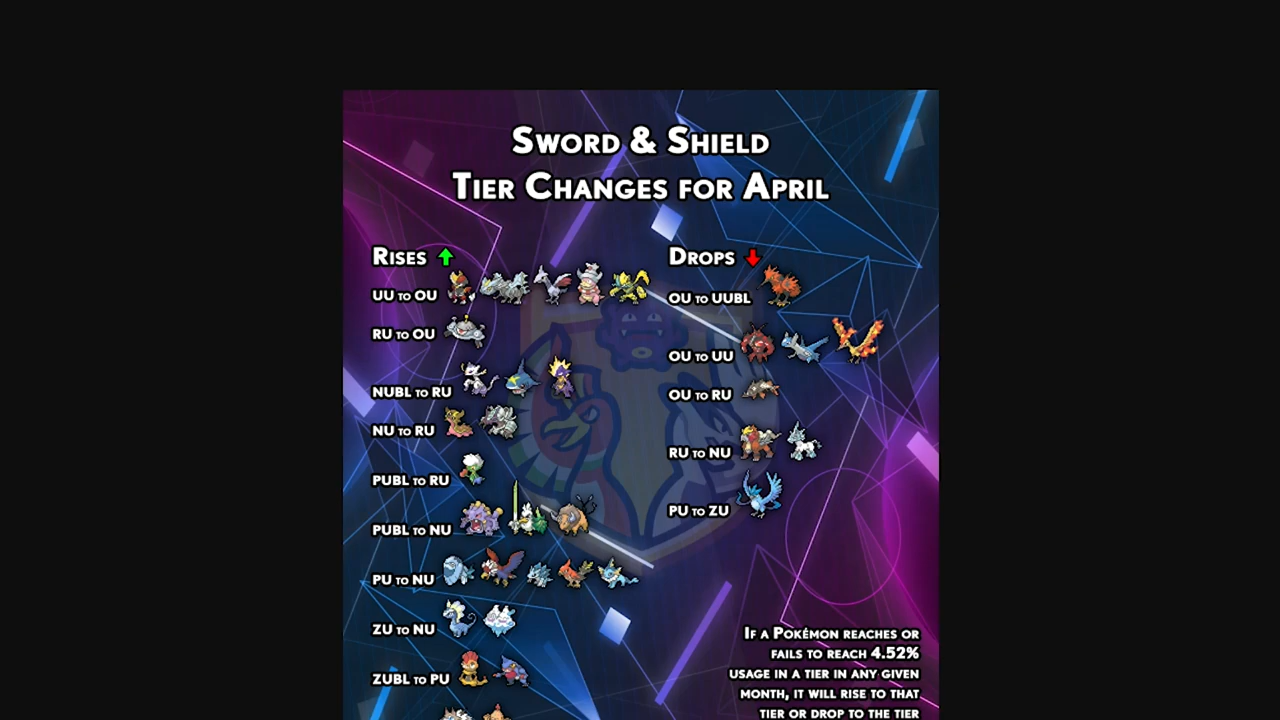 Sword & Shield
Tier Changes for April
Rises
UU to OU
RU to OU
NUBL to RU
NU to RU
PUBL to RU
PUBL to NU
PU to NU
ZU to NU
ZUBL to PU
Drops
OU to UUBL
OU to UU
OU to RU
RU to NU
PU to ZU
If a Pokémon reaches or
fails to reach 4.52%
usage in a tier in any given
month, it will rise to that
tier or drop to the tier